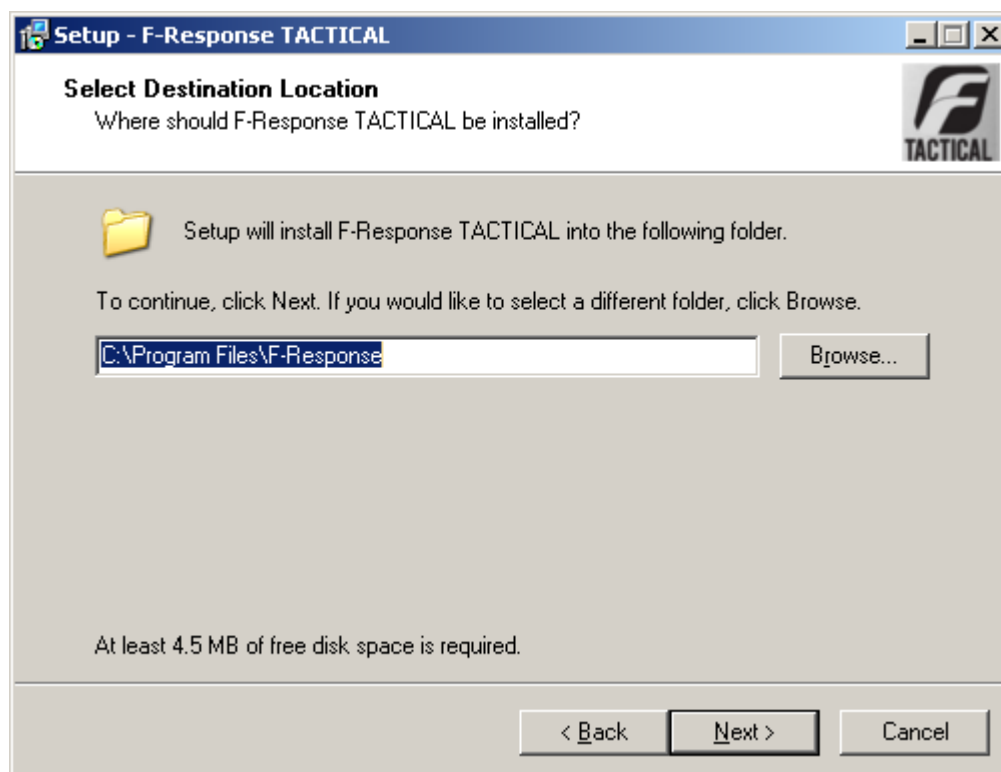 Setup - F-Response TACTICAL
Select Destination Location
Where should F-Response TACTICAL be installed?
TACTICAL
Setup will install F-Response TACTICAL into the following folder.
To continue, click Next. If you would like to select a different folder, click Browse.
C:\Program Files\F-Response
Browse...
At least 4.5 MB of free disk space is required.
< Back
Next >
Cancel